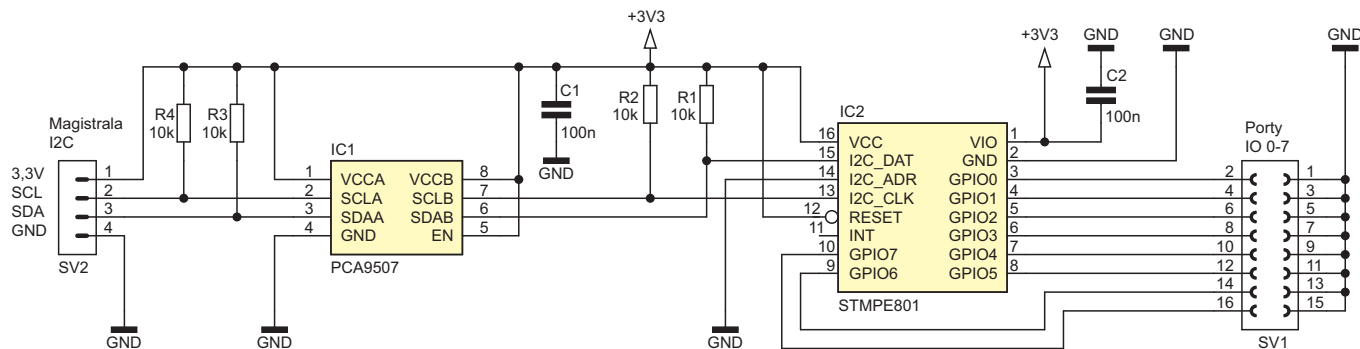 +3V3
+3V3
GND
GND
GND
R4
10k
R3
10k
C1
100n
R2
10k
R1
10k
C2
100n
Magistrala
I2C
3,3V
SCL
SDA
GND
1
2
3
4
SV2
IC1
1 VCCA VCCB 8
2 SCLA SCLB 7
3 SDAA SDAB 6
4 GND EN 5
PCA9507
GND
GND
GND
GND
IC2
16 VCC VIO 1
15 I2C_DAT GND 2
14 I2C_ADR GPIO0 3
13 I2C_CLK GPIO1 4
12 RESET GPIO2 5
11 INT GPIO3 6
10 GPIO7 GPIO4 7
9 GPIO6 GPIO5 8
STMPE801
Porty
IO 0-7
2 1
4 3
6 5
8 7
10 9
12 11
14 13
16 15
SV1